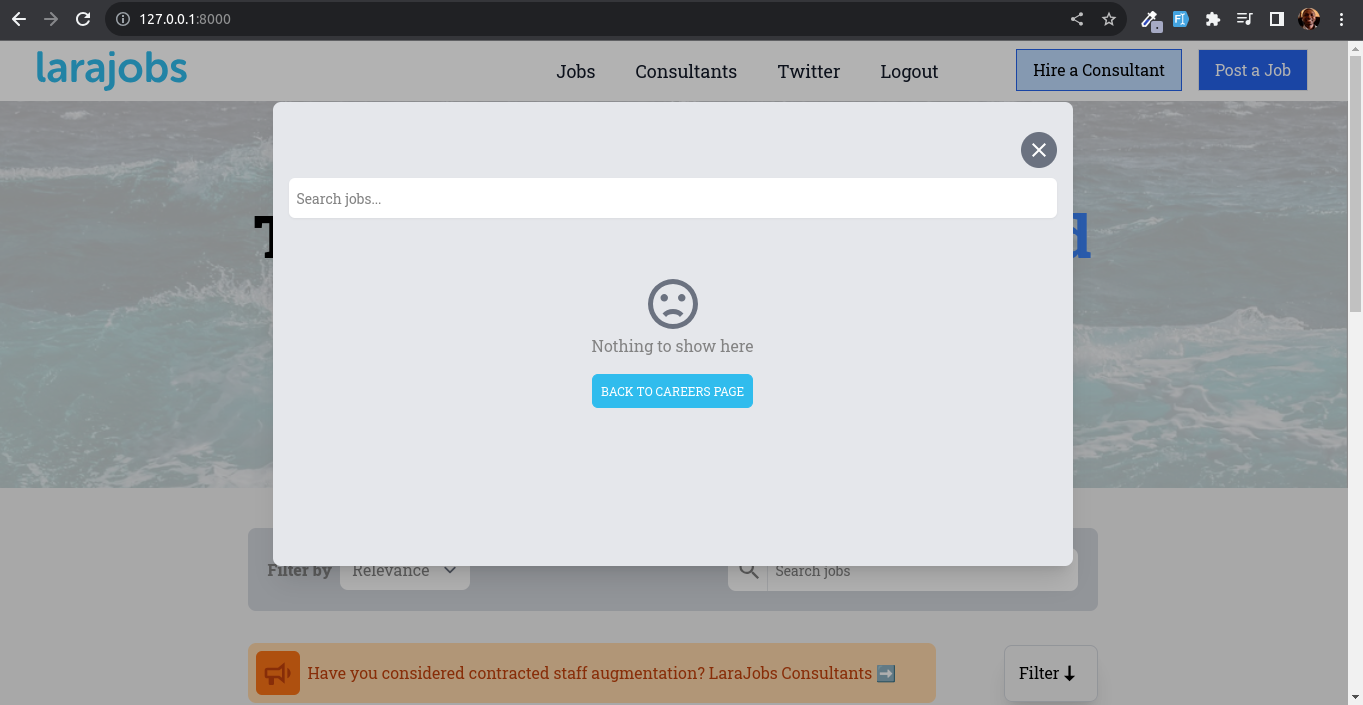 127.0.0.1:8000
larajobs
Jobs
Consultants
Twitter
Logout
Hire a Consultant
Post a Job
Search jobs...
Nothing to show here
BACK TO CAREERS PAGE
Filter by
Relevance
Search jobs
Have you considered contracted staff augmentation? LaraJobs Consultants ➡️
Filter